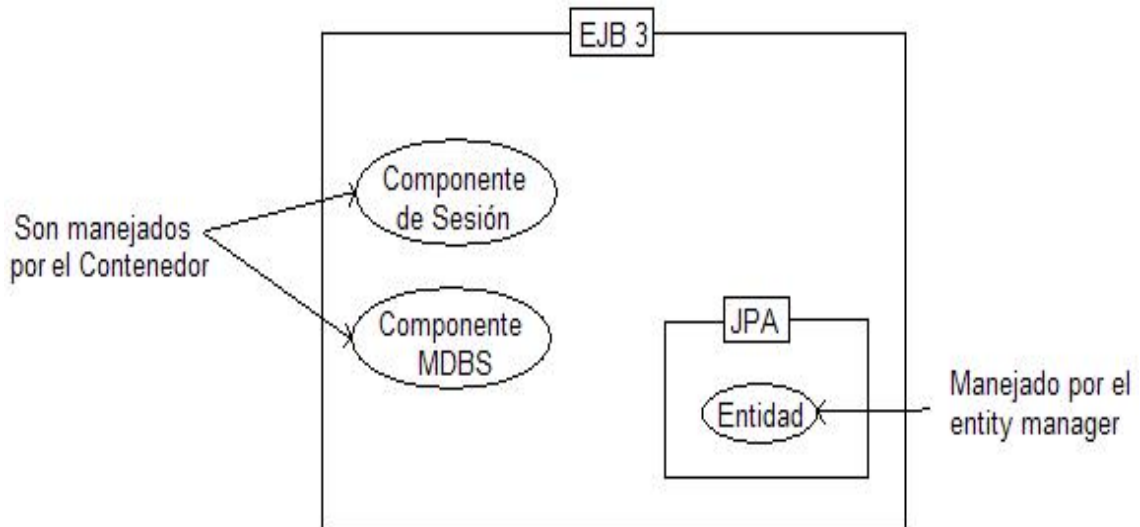 EJB 3
Componente
de Sesión
Son manejados
por el Contenedor
Componente
MDBS
JPA
Entidad
Manejado por el
entity manager